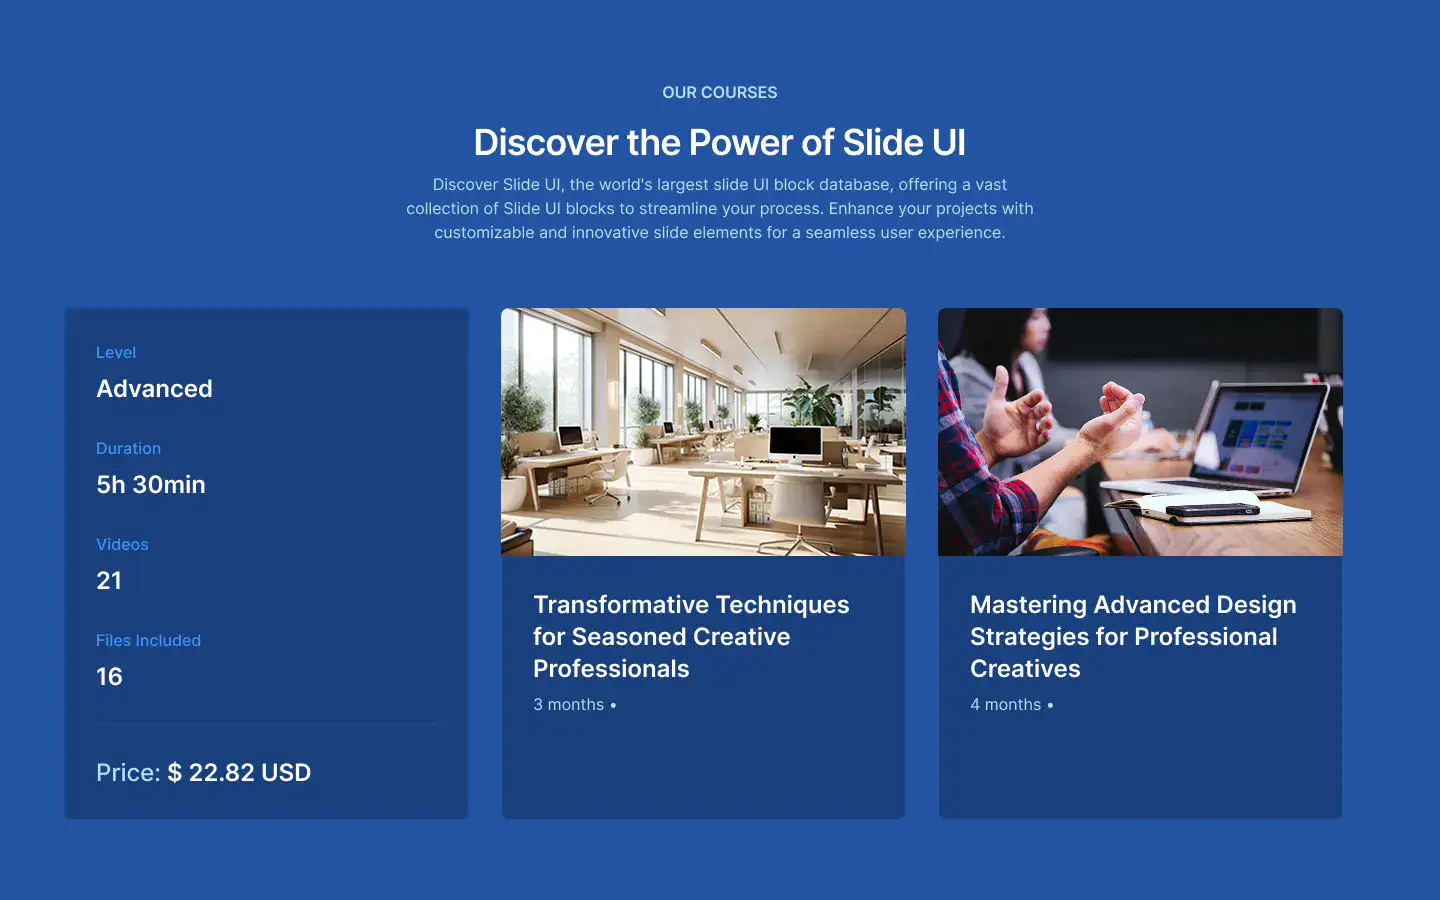 OUR COURSES
Discover the Power of Slide UI
Discover Slide UI, the world's largest slide UI block database, offering a vast
collection of Slide UI blocks to streamline your process. Enhance your projects with
customizable and innovative slide elements for a seamless user experience.
Level
Advanced
Duration
5h 30min
Videos
21
Files Included
16
Price: $ 22.82 USD
Transformative Techniques
for Seasoned Creative
Professionals
3 months •
Mastering Advanced Design
Strategies for Professional
Creatives
4 months •